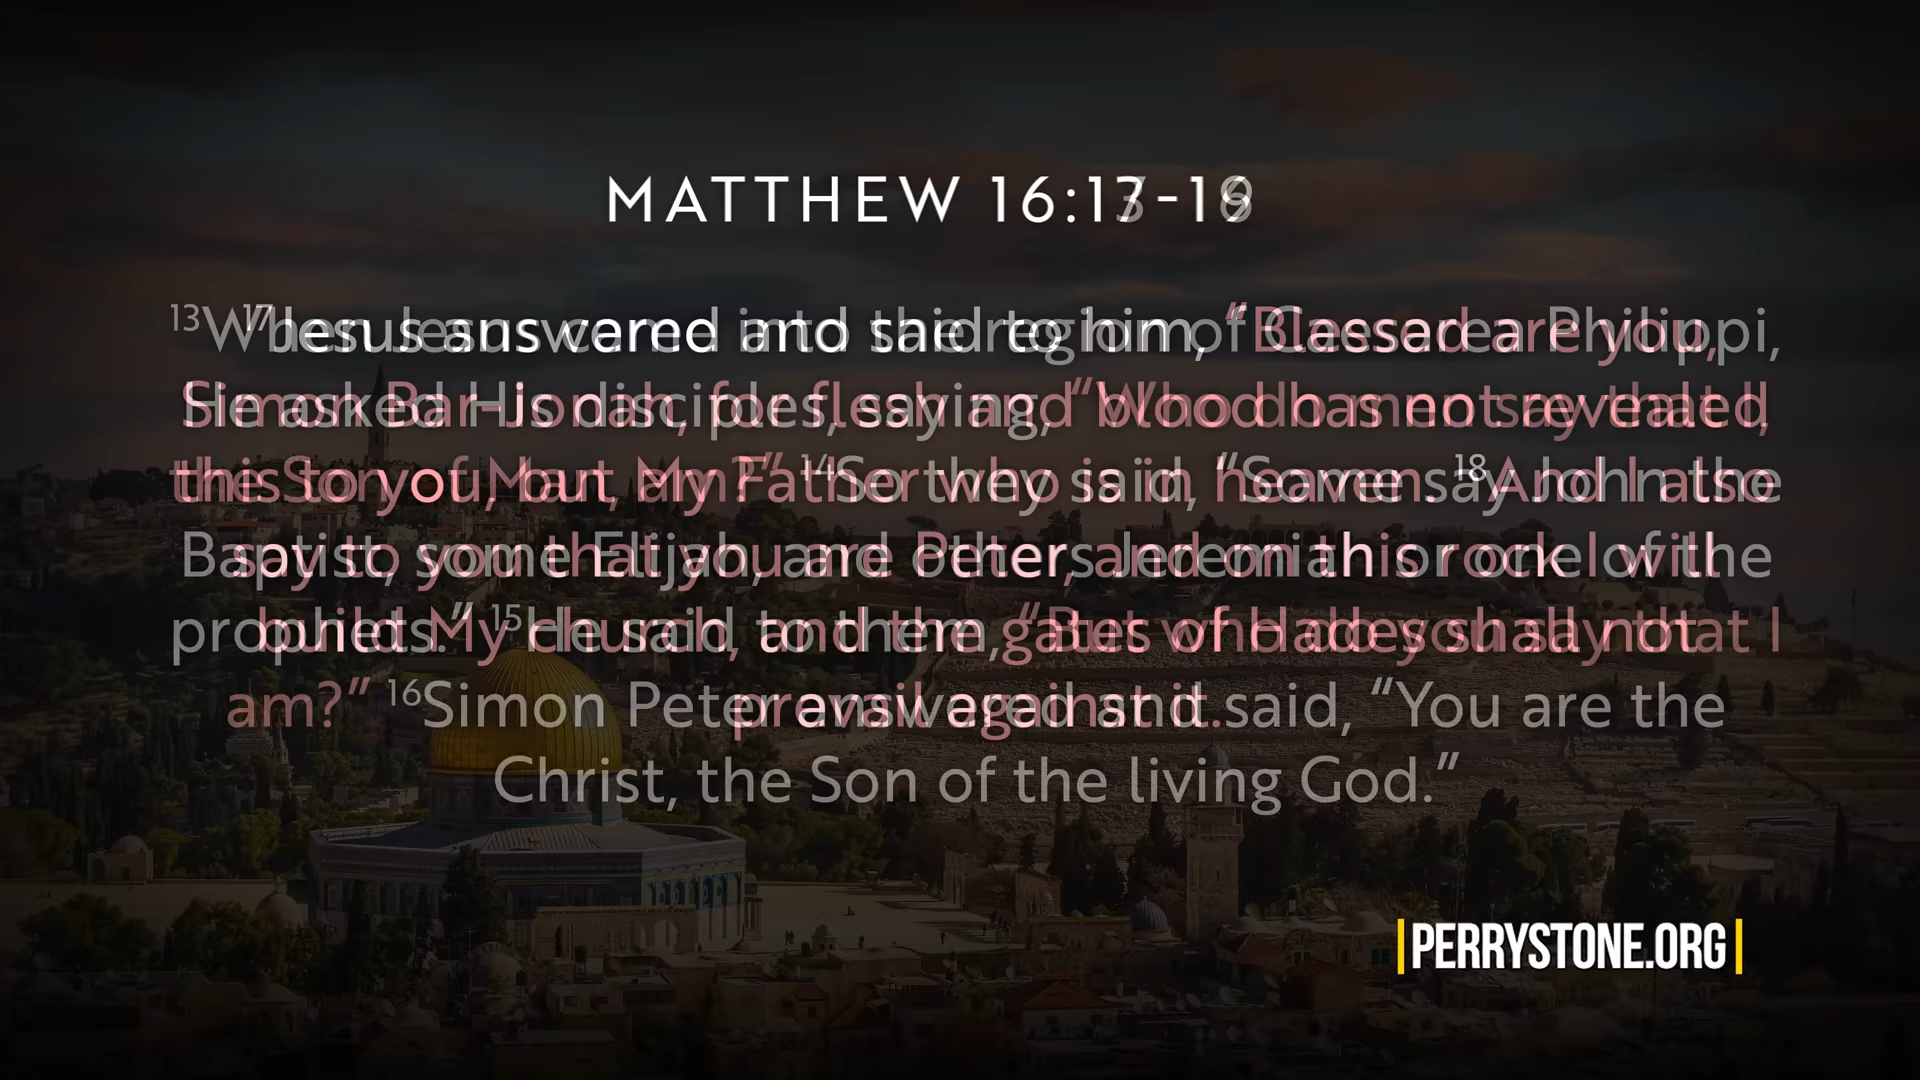 MATTHEW 16:13-16
13When Jesus came into the region of Caesarea Philippi,
He asked His disciples, saying, “Who do men say that I,
the Son of Man, am?” 14So they said, “Some say John the
Baptist, some Elijah, and others Jeremiah or one of the
prophets.” 15He said to them, “But who do you say that I
am?” 16Simon Peter answered and said, “You are the
Christ, the Son of the living God.”
MATTHEW 16:17-19
17Jesus answered and said to him, “Blessed are you,
Simon Bar-Jonah, for flesh and blood has not revealed
this to you, but My Father who is in heaven. 18And I also
say to you that you are Peter, and on this rock I will
build My church, and the gates of Hades shall not
prevail against it.
PERRYSTONE.ORG